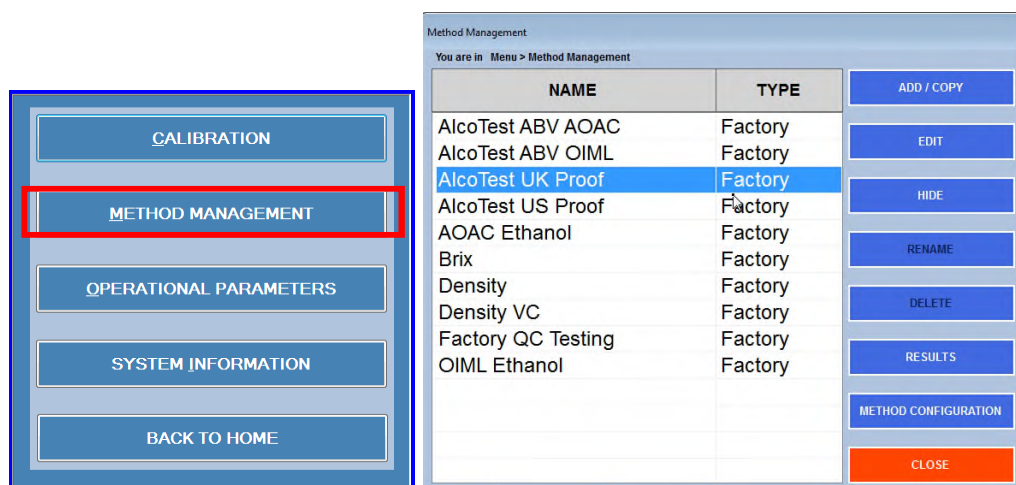 CALIBRATION
METHOD MANAGEMENT
OPERATIONAL PARAMETERS
SYSTEM INFORMATION
BACK TO HOME
Method Management
You are in Menu > Method Management
NAME TYPE
AlcoTest ABV AOAC Factory
AlcoTest ABV OIML Factory
AlcoTest UK Proof Factory
AlcoTest US Proof Factory
AOAC Ethanol Factory
Brix Factory
Density Factory
Density VC Factory
Factory QC Testing Factory
OIML Ethanol Factory
ADD / COPY
EDIT
HIDE
RENAME
DELETE
RESULTS
METHOD CONFIGURATION
CLOSE